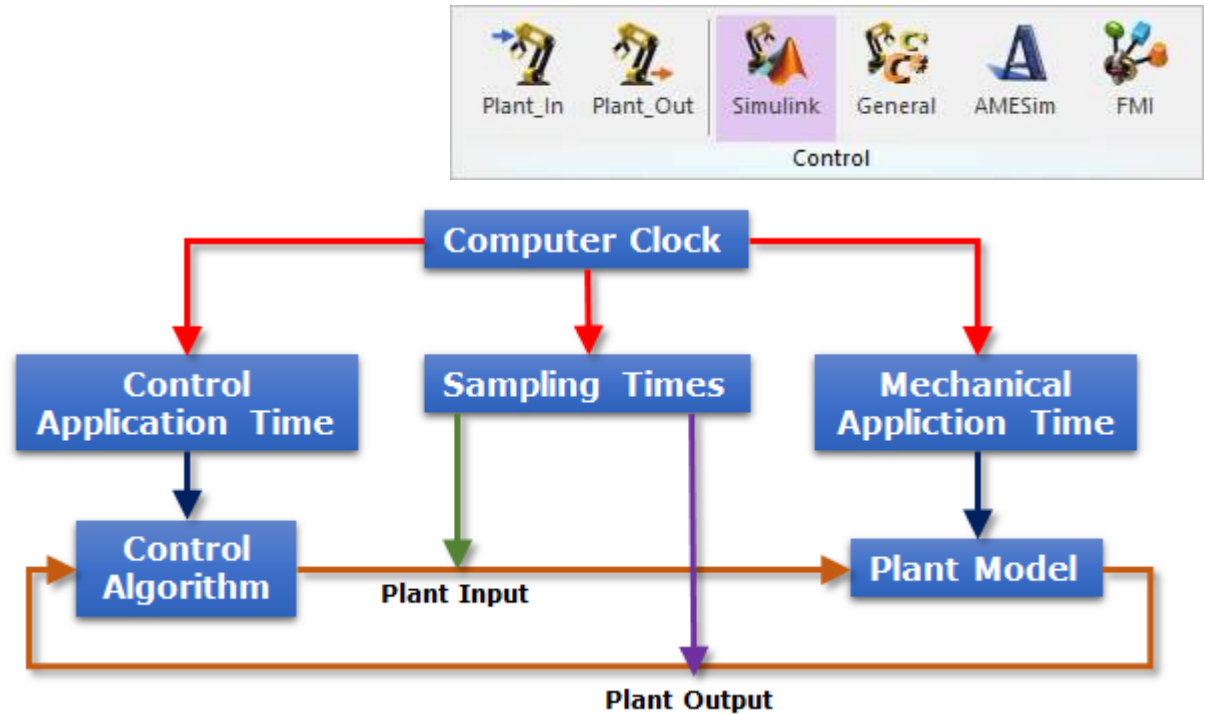 Plant_In Plant_Out Simulink General AMESim FMI
Control
Computer Clock
Control
Application Time
Sampling Times
Mechanical
Appliction Time
Control
Algorithm
Plant Model
Plant Input
Plant Output